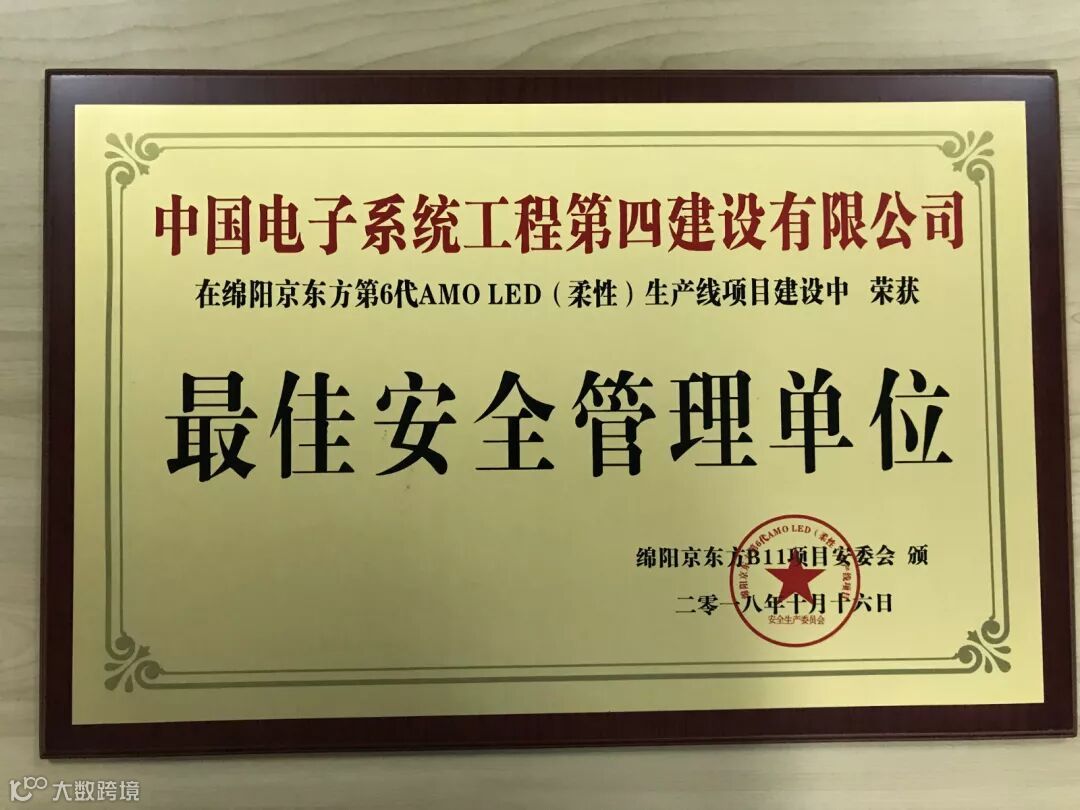 中国电子系统工程第四建设有限公司
在绵阳京东方第6代AMO LED（柔性）生产线项目建设中 荣获
最佳安全管理单位
绵阳京东方B11项目安委会 颁
二零一八年十月十六日
安全生产委员会
大数跨境